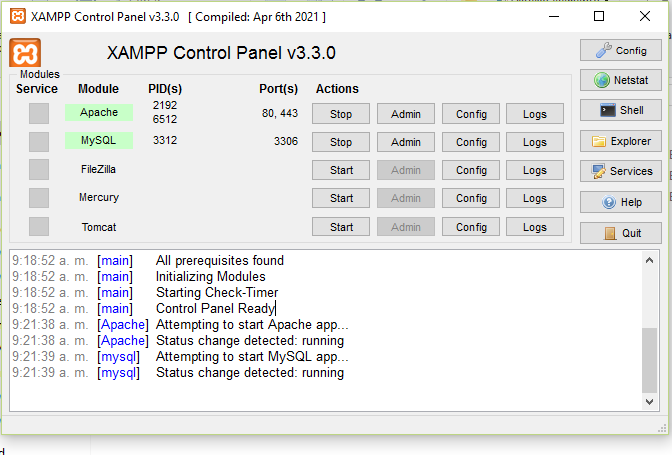 XAMPP Control Panel v3.3.0 [ Compiled: Apr 6th 2021 ]
XAMPP Control Panel v3.3.0
Config
Modules
Service Module PID(s) Port(s) Actions
Netstat
Apache 2192 6512 80, 443 Stop Admin Config Logs
Shell
MySQL 3312 3306 Stop Admin Config Logs
Explorer
FileZilla Start Admin Config Logs
Services
Mercury Start Admin Config Logs
Help
Tomcat Start Admin Config Logs
Quit
9:18:52 a. m. [main] All prerequisites found
9:18:52 a. m. [main] Initializing Modules
9:18:52 a. m. [main] Starting Check-Timer
9:18:52 a. m. [main] Control Panel Ready
9:21:38 a. m. [Apache] Attempting to start Apache app...
9:21:38 a. m. [Apache] Status change detected: running
9:21:39 a. m. [mysql] Attempting to start MySQL app...
9:21:39 a. m. [mysql] Status change detected: running